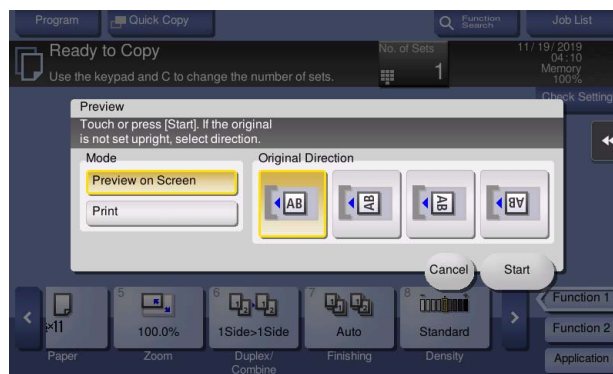 Program
Quick Copy
Function
Search
Job List
Ready to Copy
Use the keypad and C to change the number of sets.
No. of Sets
1
11/19/2019
04:10
Memory
100%
Check Setting
Preview
Touch or press [Start]. If the original
is not set upright, select direction.
Mode
Original Direction
Preview on Screen
Print
AB
AB
AB
AB
Cancel
Start
×11
Paper
5
100.0%
Zoom
6
1Side>1Side
Duplex/
Combine
7
Auto
Finishing
8
Standard
Density
Function 1
Function 2
Application